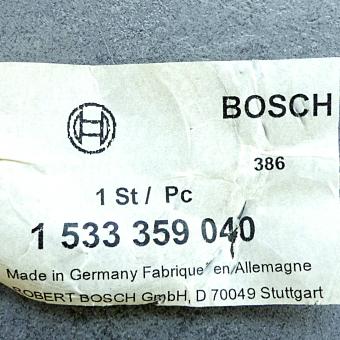 BOSCH
386
1 St / Pc
1 533 359 040
Made in Germany Fabriqué en Allemagne
ROBERT BOSCH GmbH, D 70049 Stuttgart